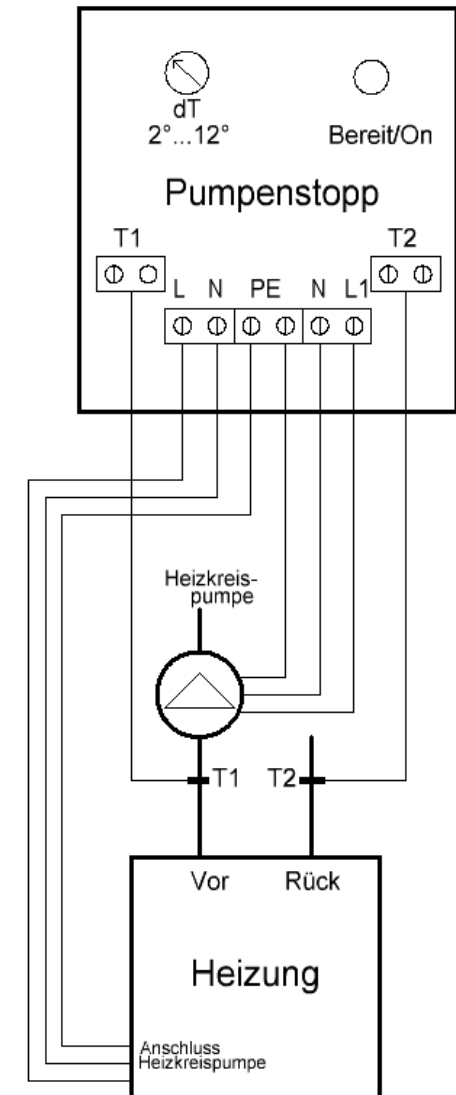 dT
2°...12°
Bereit/On
Pumpenstopp
T1
T2
L N PE N L1
Heizkreis-
pumpe
T1
T2
Vor
Rück
Heizung
Anschluss
Heizkreispumpe